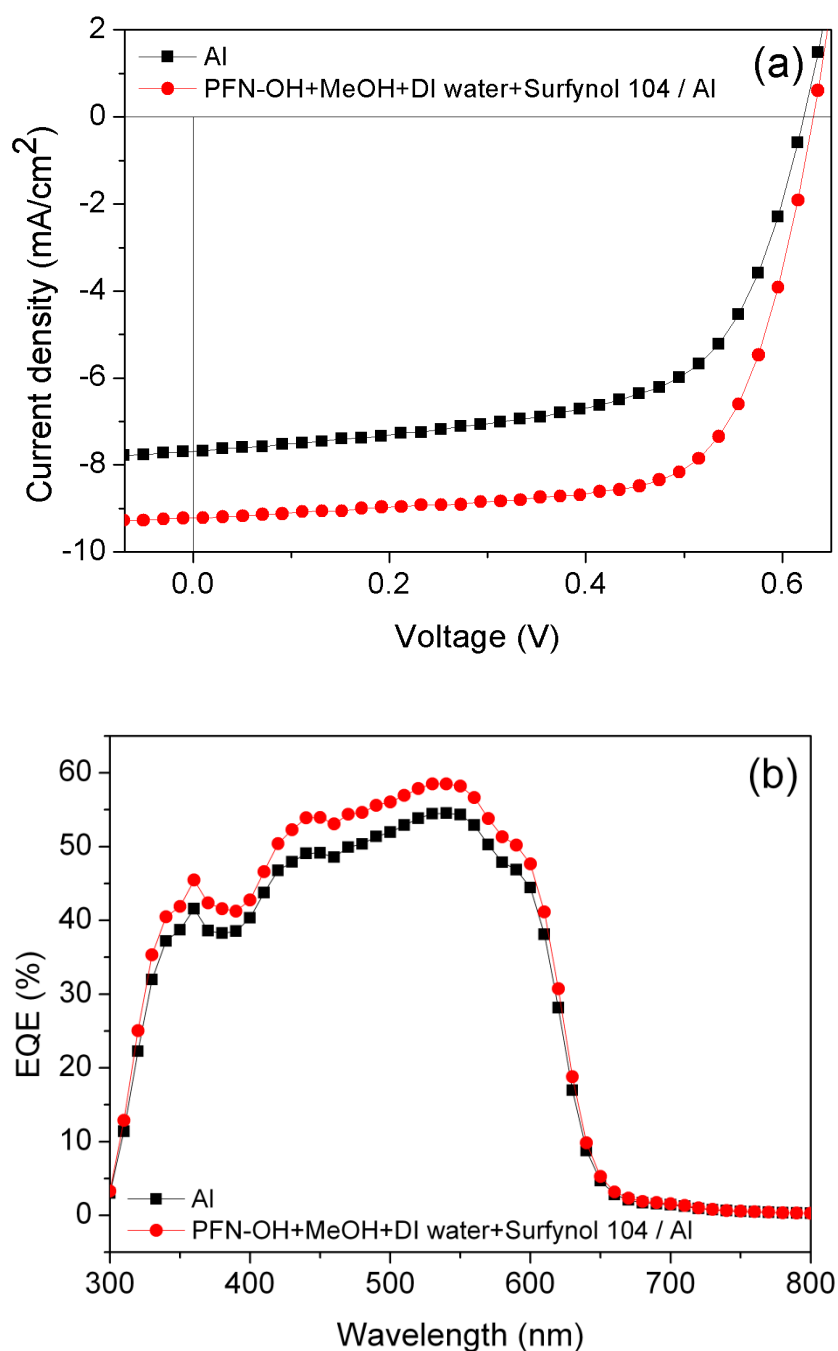 2
Al
(a)
PFN-OH+MeOH+DI water+Surfynol 104 / Al
0
-2
-4
-6
-8
-10
Current density (mA/cm²)
0.0 0.2 0.4 0.6
Voltage (V)
(b)
60
50
40
30
20
10
0
EQE (%)
Al
PFN-OH+MeOH+DI water+Surfynol 104 / Al
300 400 500 600 700 800
Wavelength (nm)